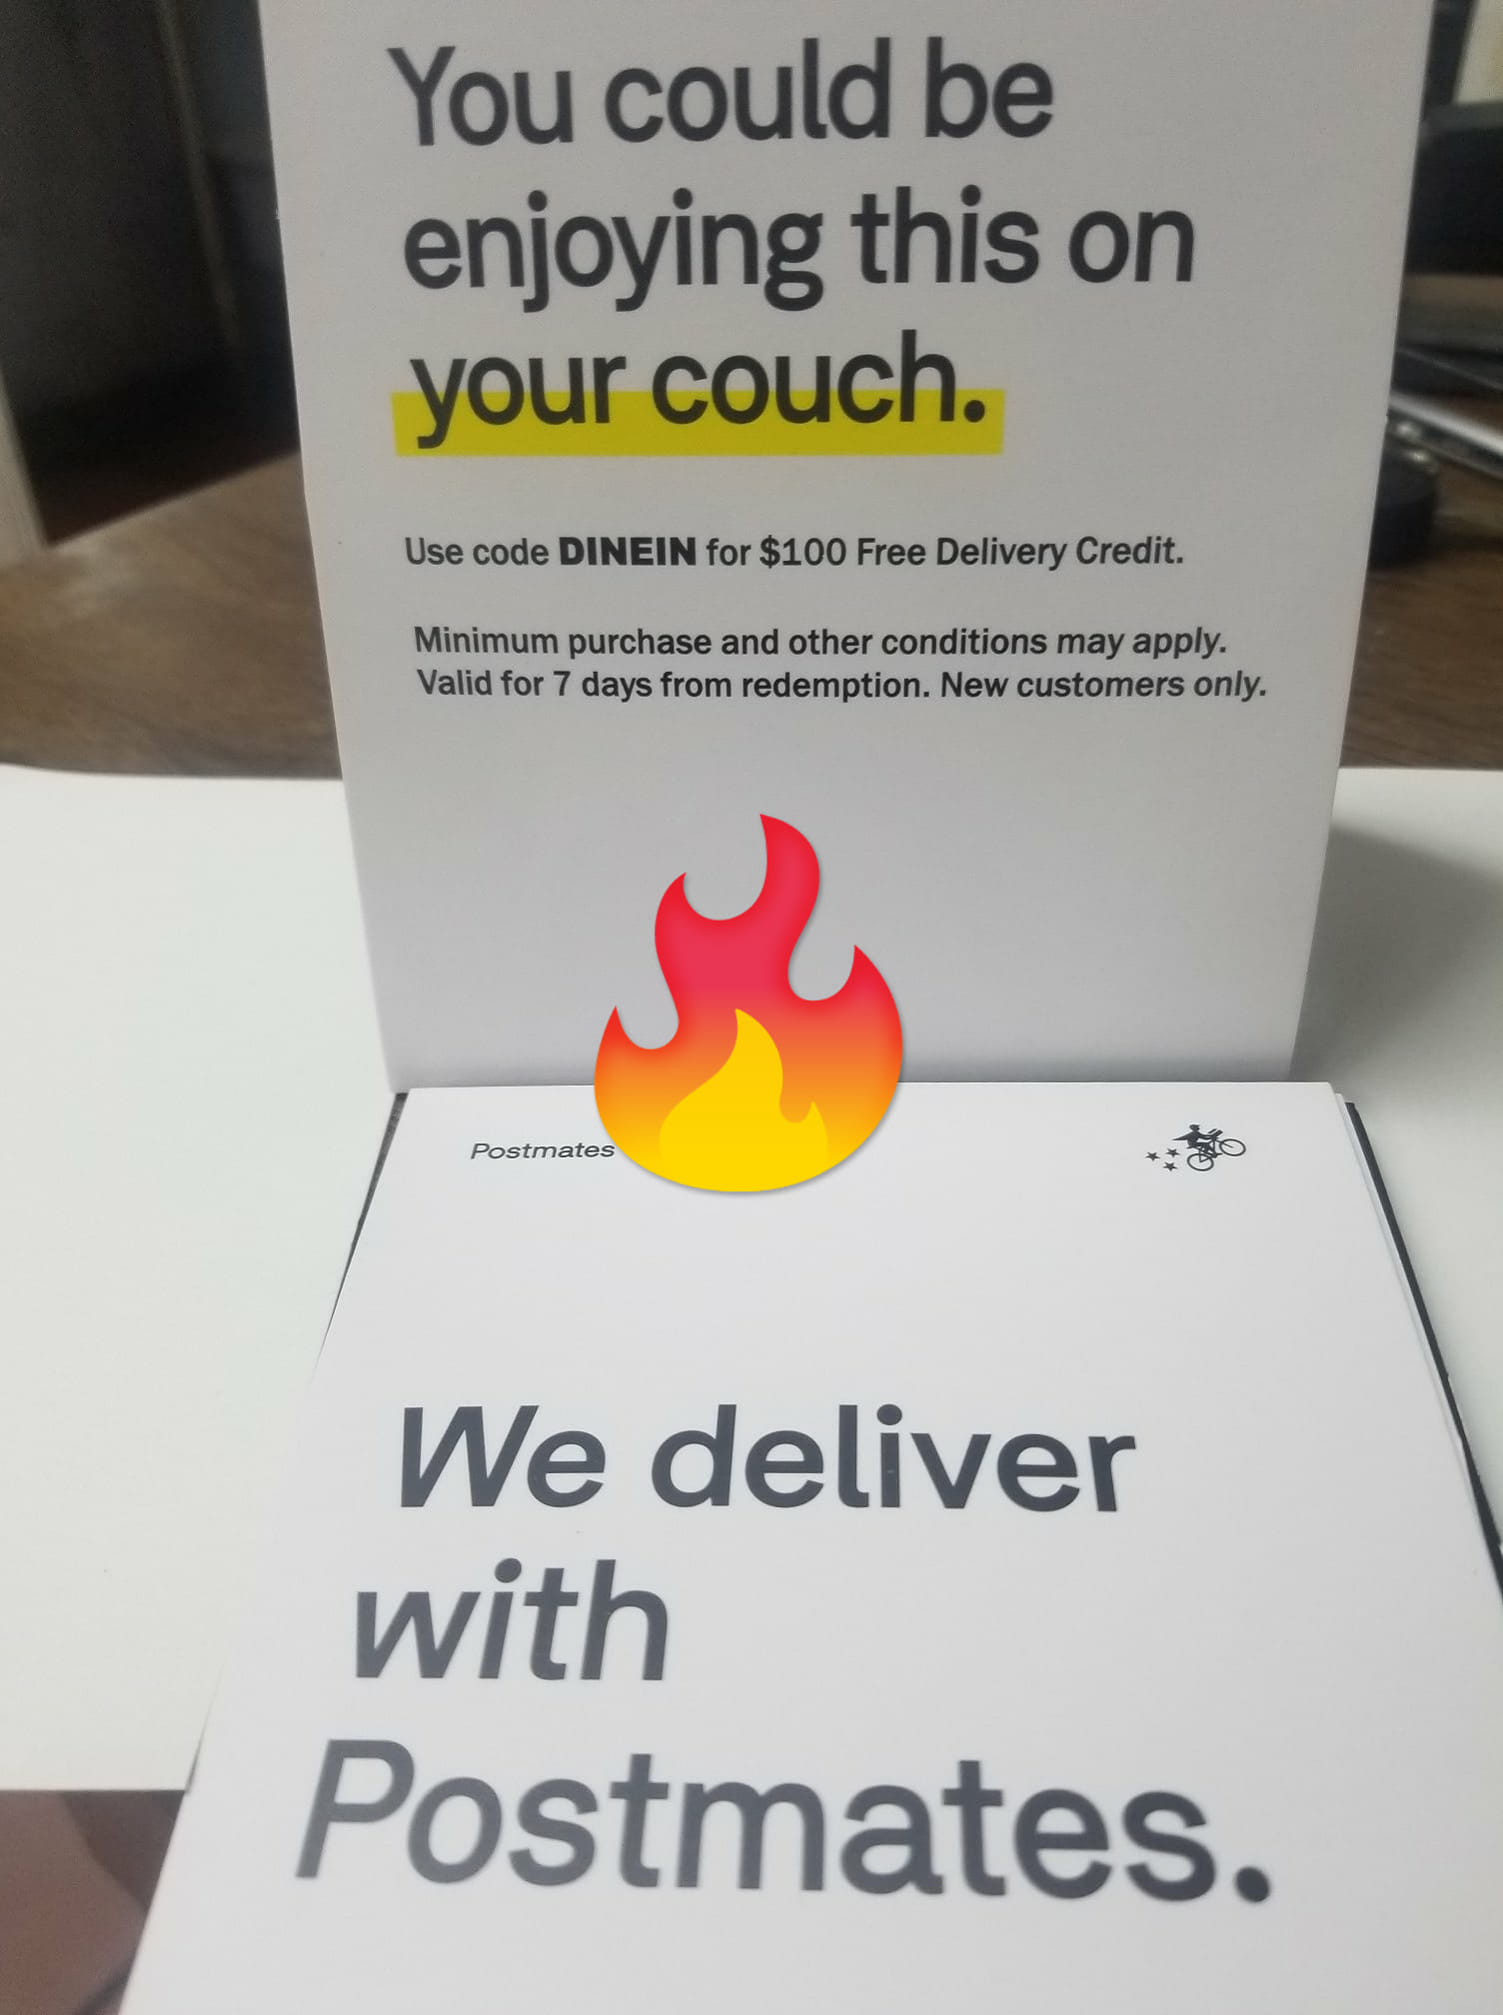 You could be
enjoying this on
your couch.
Use code DINEIN for $100 Free Delivery Credit.
Minimum purchase and other conditions may apply.
Valid for 7 days from redemption. New customers only.
Postmates
We deliver
with
Postmates.